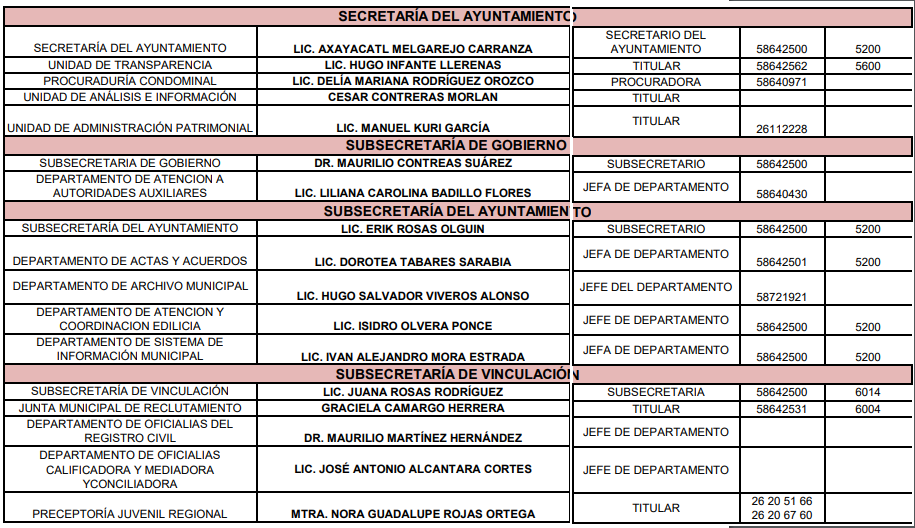 SECRETARÍA DEL AYUNTAMIENTO
SECRETARÍA DEL AYUNTAMIENTO LIC. AXAYACATL MELGAREJO CARRANZA SECRETARIO DEL AYUNTAMIENTO 58642500 5200
UNIDAD DE TRANSPARENCIA LIC. HUGO INFANTE LLERENAS TITULAR 58642562 5600
PROCURADURÍA CONDOMINAL LIC. DELÍA MARIANA RODRÍGUEZ OROZCO PROCURADORA 58640971
UNIDAD DE ANÁLISIS E INFORMACIÓN CESAR CONTRERAS MORLAN TITULAR
UNIDAD DE ADMINISTRACIÓN PATRIMONIAL LIC. MANUEL KURI GARCÍA TITULAR 26112228
SUBSECRETARÍA DE GOBIERNO
SUBSECRETARIA DE GOBIERNO DR. MAURILIO CONTREAS SUÁREZ SUBSECRETARIO 58642500
DEPARTAMENTO DE ATENCION A
AUTORIDADES AUXILIARES LIC. LILIANA CAROLINA BADILLO FLORES JEFA DE DEPARTAMENTO 58640430
SUBSECRETARÍA DEL AYUNTAMIENTO
SUBSECRETARÍA DEL AYUNTAMIENTO LIC. ERIK ROSAS OLGUIN SUBSECRETARIO 58642500 5200
DEPARTAMENTO DE ACTAS Y ACUERDOS LIC. DOROTEA TABARES SARABIA JEFA DE DEPARTAMENTO 58642501 5200
DEPARTAMENTO DE ARCHIVO MUNICIPAL LIC. HUGO SALVADOR VIVEROS ALONSO JEFE DEL DEPARTAMENTO 58721921
DEPARTAMENTO DE ATENCION Y
COORDINACION EDILICIA LIC. ISIDRO OLVERA PONCE JEFE DE DEPARTAMENTO 58642500 5200
DEPARTAMENTO DE SISTEMA DE
INFORMACIÓN MUNICIPAL LIC. IVAN ALEJANDRO MORA ESTRADA JEFA DE DEPARTAMENTO 58642500 5200
SUBSECRETARÍA DE VINCULACIÓN
SUBSECRETARÍA DE VINCULACIÓN LIC. JUANA ROSAS RODRÍGUEZ SUBSECRETARIA 58642500 6014
JUNTA MUNICIPAL DE RECLUTAMIENTO GRACIELA CAMARGO HERRERA TITULAR 58642531 6004
DEPARTAMENTO DE OFICIALIAS DEL
REGISTRO CIVIL DR. MAURILIO MARTÍNEZ HERNÁNDEZ JEFE DE DEPARTAMENTO
DEPARTAMENTO DE OFICIALIAS
CALIFICADORA Y MEDIADORA
YCONCILIADORA LIC. JOSÉ ANTONIO ALCANTARA CORTES JEFE DE DEPARTAMENTO
PRECEPTORÍA JUVENIL REGIONAL MTRA. NORA GUADALUPE ROJAS ORTEGA TITULAR 26 20 51 66
26 20 67 60